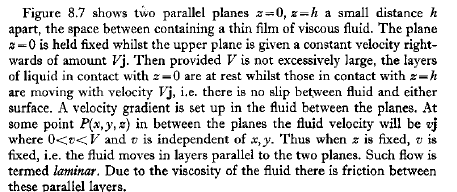 Figure 8.7 shows two parallel planes z=0, z=h a small distance h
apart, the space between containing a thin film of viscous fluid. The plane
z=0 is held fixed whilst the upper plane is given a constant velocity right-
wards of amount Vj. Then provided V is not excessively large, the layers
of liquid in contact with z=0 are at rest whilst those in contact with z=h
are moving with velocity Vj, i.e. there is no slip between fluid and either
surface. A velocity gradient is set up in the fluid between the planes. At
some point P(x, y, z) in between the planes the fluid velocity will be vj
where 0<v<V and v is independent of x, y. Thus when z is fixed, v is
fixed, i.e. the fluid moves in layers parallel to the two planes. Such flow is
termed laminar. Due to the viscosity of the fluid there is friction between
these parallel layers.